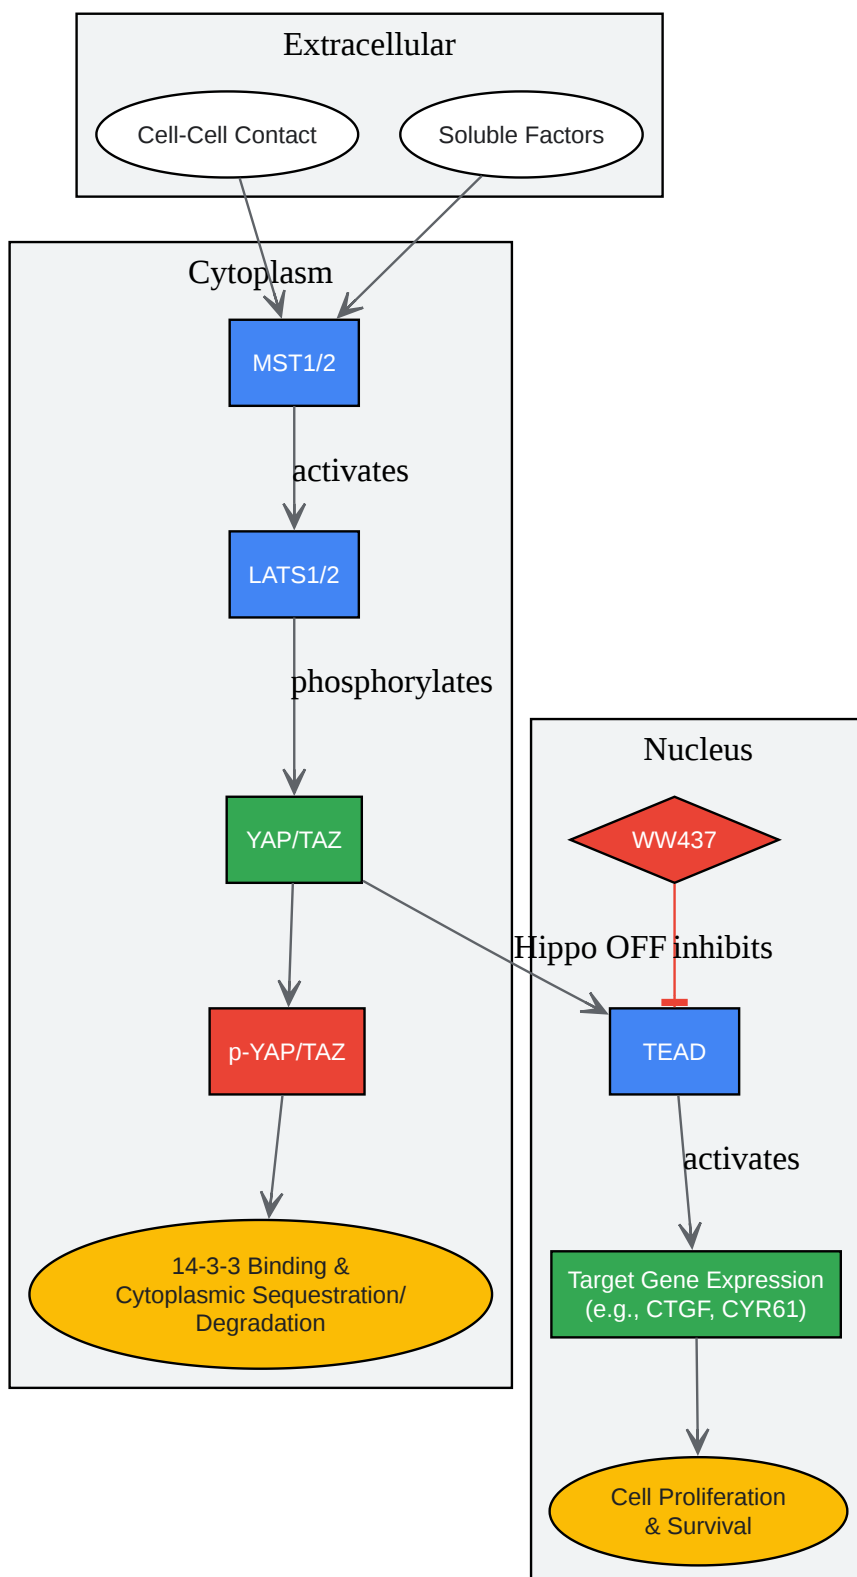 Extracellular
Cell-Cell Contact
Soluble Factors
Cytoplasm
MST1/2
activates
LATS1/2
phosphorylates
YAP/TAZ
Nucleus
WW437
Hippo OFF
inhibits
p-YAP/TAZ
TEAD
activates
14-3-3 Binding &
Cytoplasmic Sequestration/
Degradation
Target Gene Expression
(e.g., CTGF, CYR61)
Cell Proliferation
& Survival